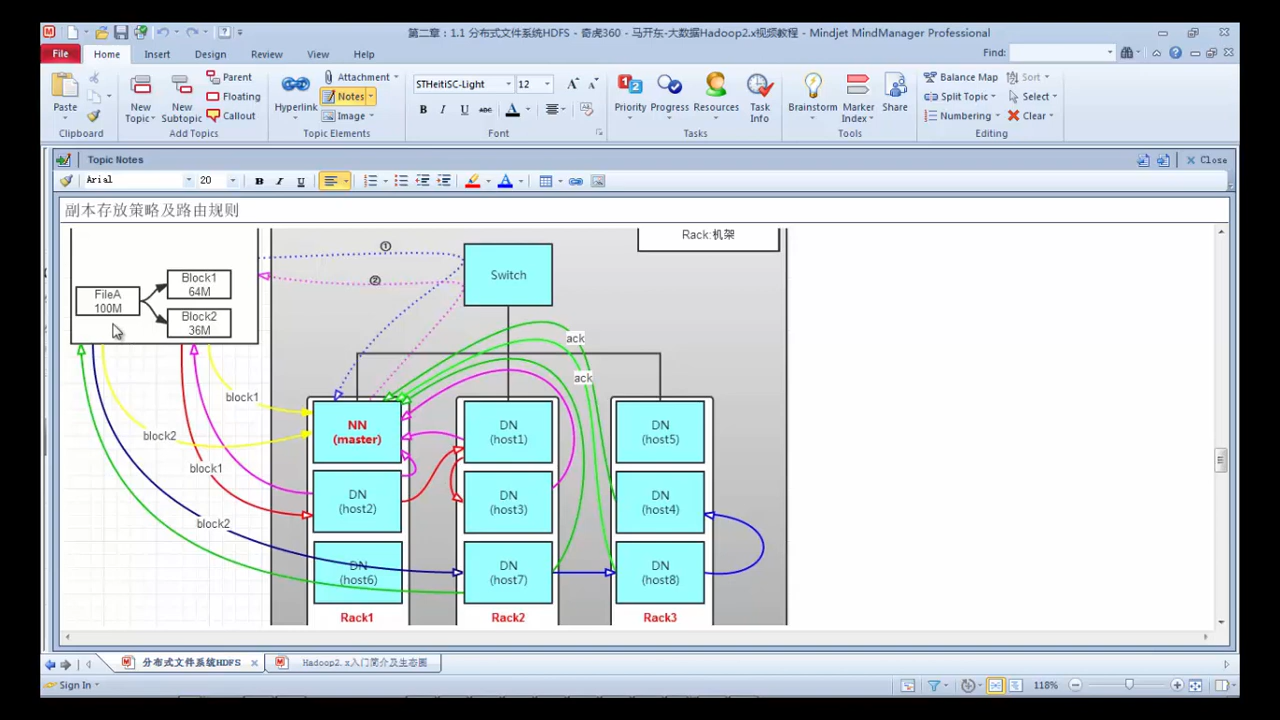 第二章：1.1 分布式文件系统HDFS - 奇虎360 - 马开东-大数据Hadoop2.x视频教程 - Mindjet MindManager Professional
File Home Insert Design Review View Help Find:
Paste
Clipboard
New Topic
New Subtopic
Parent
Floating
Callout
Add Topics
Hyperlink
Attachment
Notes
Image
Topic Elements
STHeitiSC-Light 12
B I U abc A
Font
Priority Progress Resources Task Info
Tasks
Brainstorm Marker Index Share
Tools
Balance Map Sort
Split Topic Select
Numbering Clear
Editing
Topic Notes Close
Arial 20 B I U A
副本存放策略及路由规则
Rack:机架
①
②
Switch
FileA
100M
Block1
64M
Block2
36M
ack
ack
block1
block2
block1
block2
NN
(master)
DN
(host2)
DN
(host6)
Rack1
DN
(host1)
DN
(host3)
DN
(host7)
Rack2
DN
(host5)
DN
(host4)
DN
(host8)
Rack3
分布式文件系统HDFS Hadoop2.x入门简介及生态圈
Sign In 118%